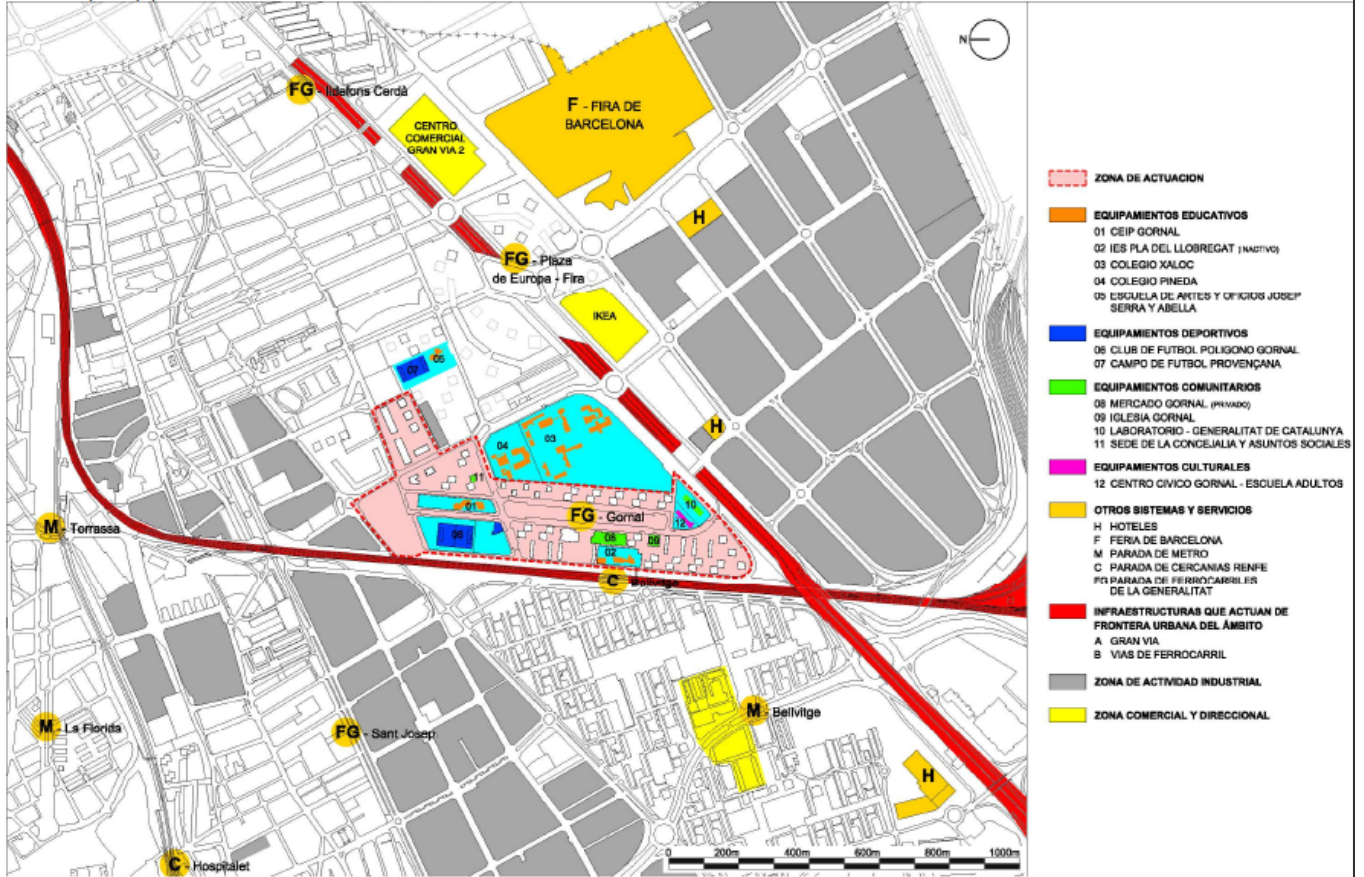 N
FG - Ildefons Cerdà
CENTRO
COMERCIAL
GRAN VIA 2
F - FIRA DE
BARCELONA
H
FG - Plaza
de Europa - Fira
IKEA
07
05
H
04
03
11
01
06
10
12
FG - Gornal
08
09
02
C - Bellvitge
M - Torrassa
M - La Florida
FG - Sant Josep
M - Bellvitge
H
C - Hospitalet
0 200m 400m 600m 800m 1000m
ZONA DE ACTUACION
EQUIPAMIENTOS EDUCATIVOS
01 CEIP GORNAL
02 IES PLA DEL LLOBREGAT (INACTIVO)
03 COLEGIO XALOC
04 COLEGIO PINEDA
05 ESCUELA DE ARTES Y OFICIOS JOSEP
SERRA Y ABELLA
EQUIPAMIENTOS DEPORTIVOS
06 CLUB DE FUTBOL POLIGONO GORNAL
07 CAMPO DE FUTBOL PROVENÇANA
EQUIPAMIENTOS COMUNITARIOS
08 MERCADO GORNAL (PRIVADO)
09 IGLESIA GORNAL
10 LABORATORIO - GENERALITAT DE CATALUNYA
11 SEDE DE LA CONCEJALIA Y ASUNTOS SOCIALES
EQUIPAMIENTOS CULTURALES
12 CENTRO CIVICO GORNAL - ESCUELA ADULTOS
OTROS SISTEMAS Y SERVICIOS
H HOTELES
F FERIA DE BARCELONA
M PARADA DE METRO
C PARADA DE CERCANIAS RENFE
FG PARADA DE FERROCARRILES
DE LA GENERALITAT
INFRAESTRUCTURAS QUE ACTUAN DE
FRONTERA URBANA DEL ÁMBITO
A GRAN VIA
B VIAS DE FERROCARRIL
ZONA DE ACTIVIDAD INDUSTRIAL
ZONA COMERCIAL Y DIRECCIONAL